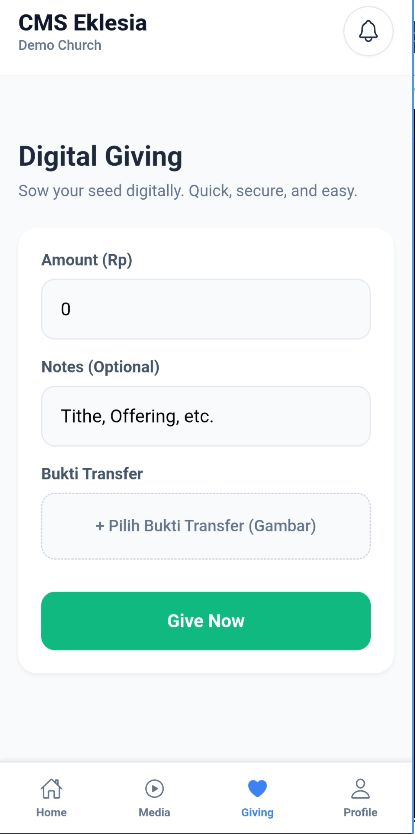 CMS Eklesia
Demo Church
Digital Giving
Sow your seed digitally. Quick, secure, and easy.
Amount (Rp)
0
Notes (Optional)
Tithe, Offering, etc.
Bukti Transfer
+ Pilih Bukti Transfer (Gambar)
Give Now
Home
Media
Giving
Profile